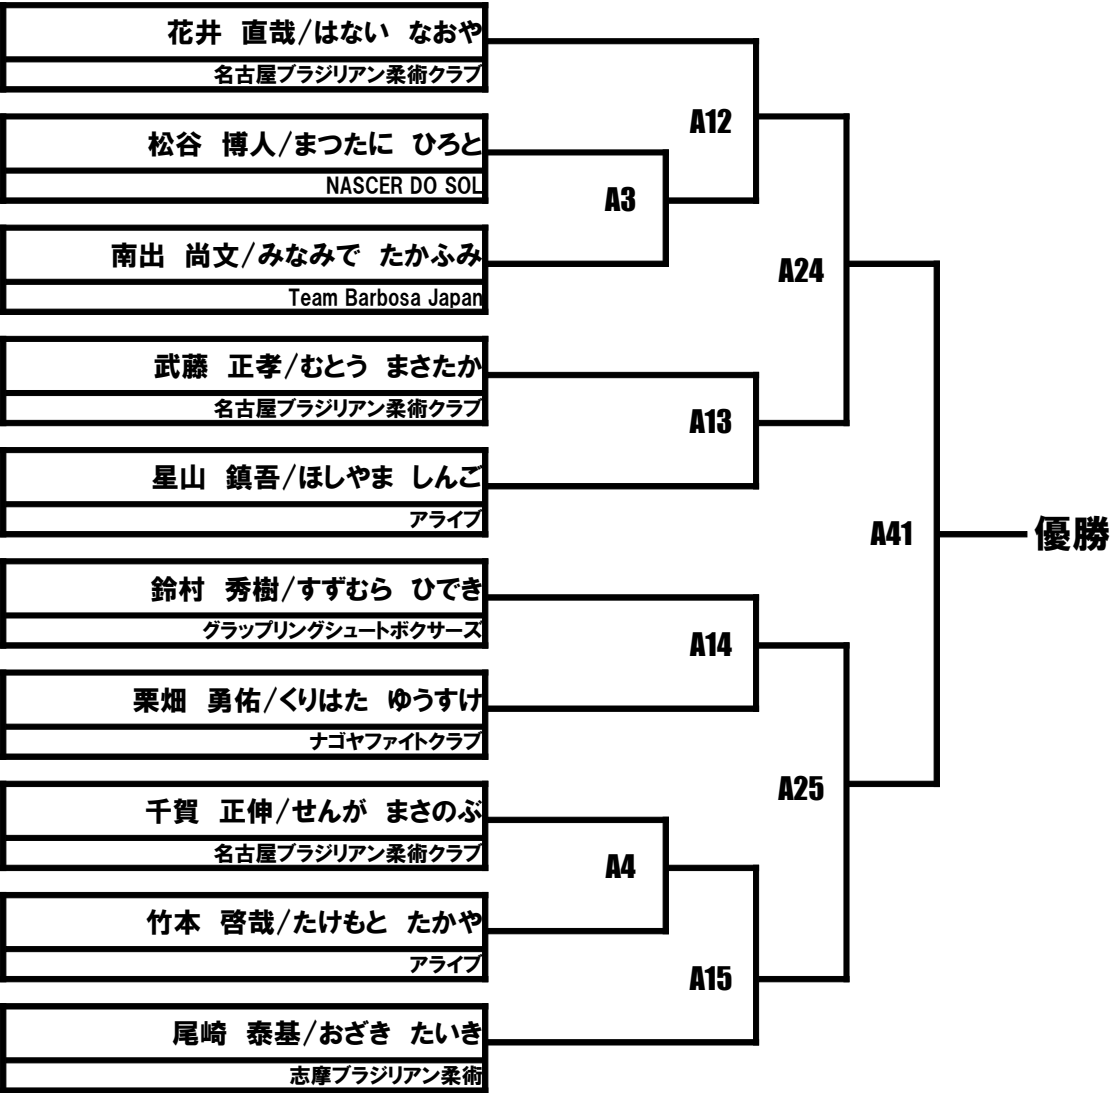 花井 直哉/はない なおや
名古屋ブラジリアン柔術クラブ
A12
松谷 博人/まつたに ひろと
NASCER DO SOL
A3
南出 尚文/みなみで たかふみ
Team Barbosa Japan
A24
武藤 正孝/むとう まさたか
名古屋ブラジリアン柔術クラブ
A13
星山 鎮吾/ほしやま しんご
アライブ
A41
優勝
鈴村 秀樹/すずむら ひでき
グラップリングシュートボクサーズ
A14
栗畑 勇佑/くりはた ゆうすけ
ナゴヤファイトクラブ
A25
千賀 正伸/せんが まさのぶ
名古屋ブラジリアン柔術クラブ
A4
竹本 啓哉/たけもと たかや
アライブ
A15
尾崎 泰基/おざき たいき
志摩ブラジリアン柔術